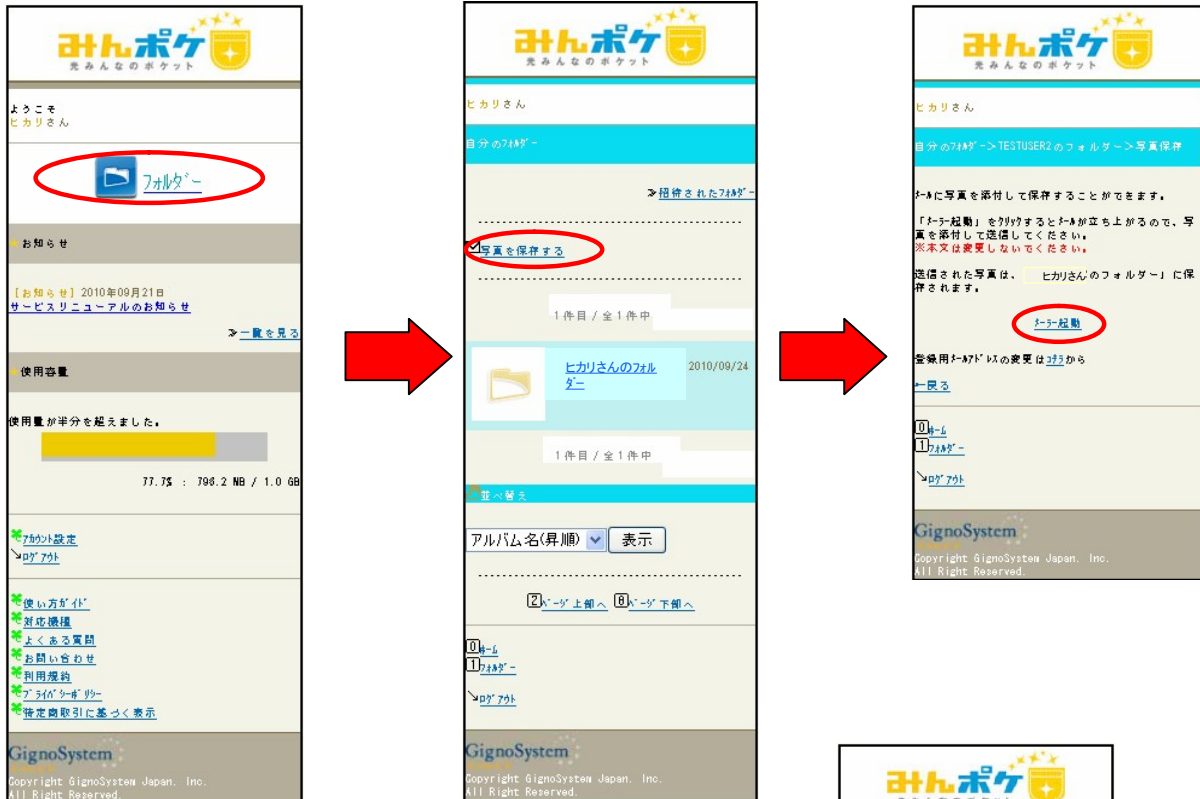 みんポケ
光みんなのポケット
ようこそ
ヒカリさん
フォルダー
お知らせ
[お知らせ] 2010年09月21日
サービスリニューアルのお知らせ
≫一覧を見る
使用容量
使用量が半分を超えました。
77.7% : 796.2 MB / 1.0 GB
アカウント設定
ログアウト
使い方ガイド
対応機種
よくある質問
お問い合わせ
利用規約
プライバシーポリシー
特定商取引に基づく表示
GignoSystem
Copyright GignoSystem Japan. Inc.
All Right Reserved.
みんポケ
光みんなのポケット
ヒカリさん
自分のフォルダー
≫招待されたフォルダー
写真を保存する
1件目 / 全1件中
ヒカリさんのフォル
ダー
2010/09/24
1件目 / 全1件中
並べ替え
アルバム名(昇順) 表示
2ページ上部へ 8ページ下部へ
0ホーム
1フォルダー
ログアウト
GignoSystem
Copyright GignoSystem Japan. Inc.
All Right Reserved.
みんポケ
光みんなのポケット
ヒカリさん
自分のフォルダー>TESTUSER2のフォルダー>写真保存
メールに写真を添付して保存することができます。
「メーラー起動」をクリックするとメールが立ち上がるので、写
真を添付して送信してください。
※本文は変更しないでください。
送信された写真は、 ヒカリさんのフォルダー」に保
存されます。
メーラー起動
登録用メールアドレスの変更はコチラから
←戻る
0ホーム
1フォルダー
ログアウト
GignoSystem
Copyright GignoSystem Japan. Inc.
All Right Reserved.
みんポケ